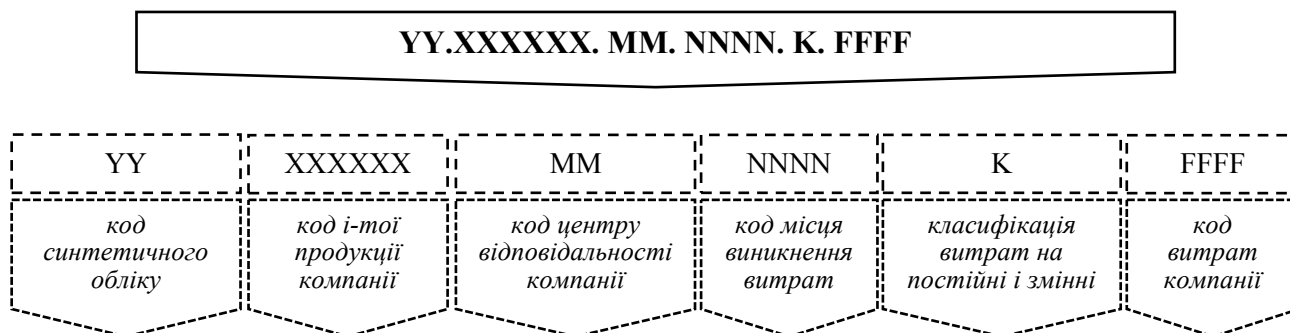 YY.XXXXXX. MM. NNNN. K. FFFF
YY
XXXXXX
MM
NNNN
K
FFFF
код
синтетичного
обліку
код і-тої
продукції
компанії
код центру
відповідальності
компанії
код місця
виникнення
витрат
класифікація
витрат на
постійні і змінні
код
витрат
компанії